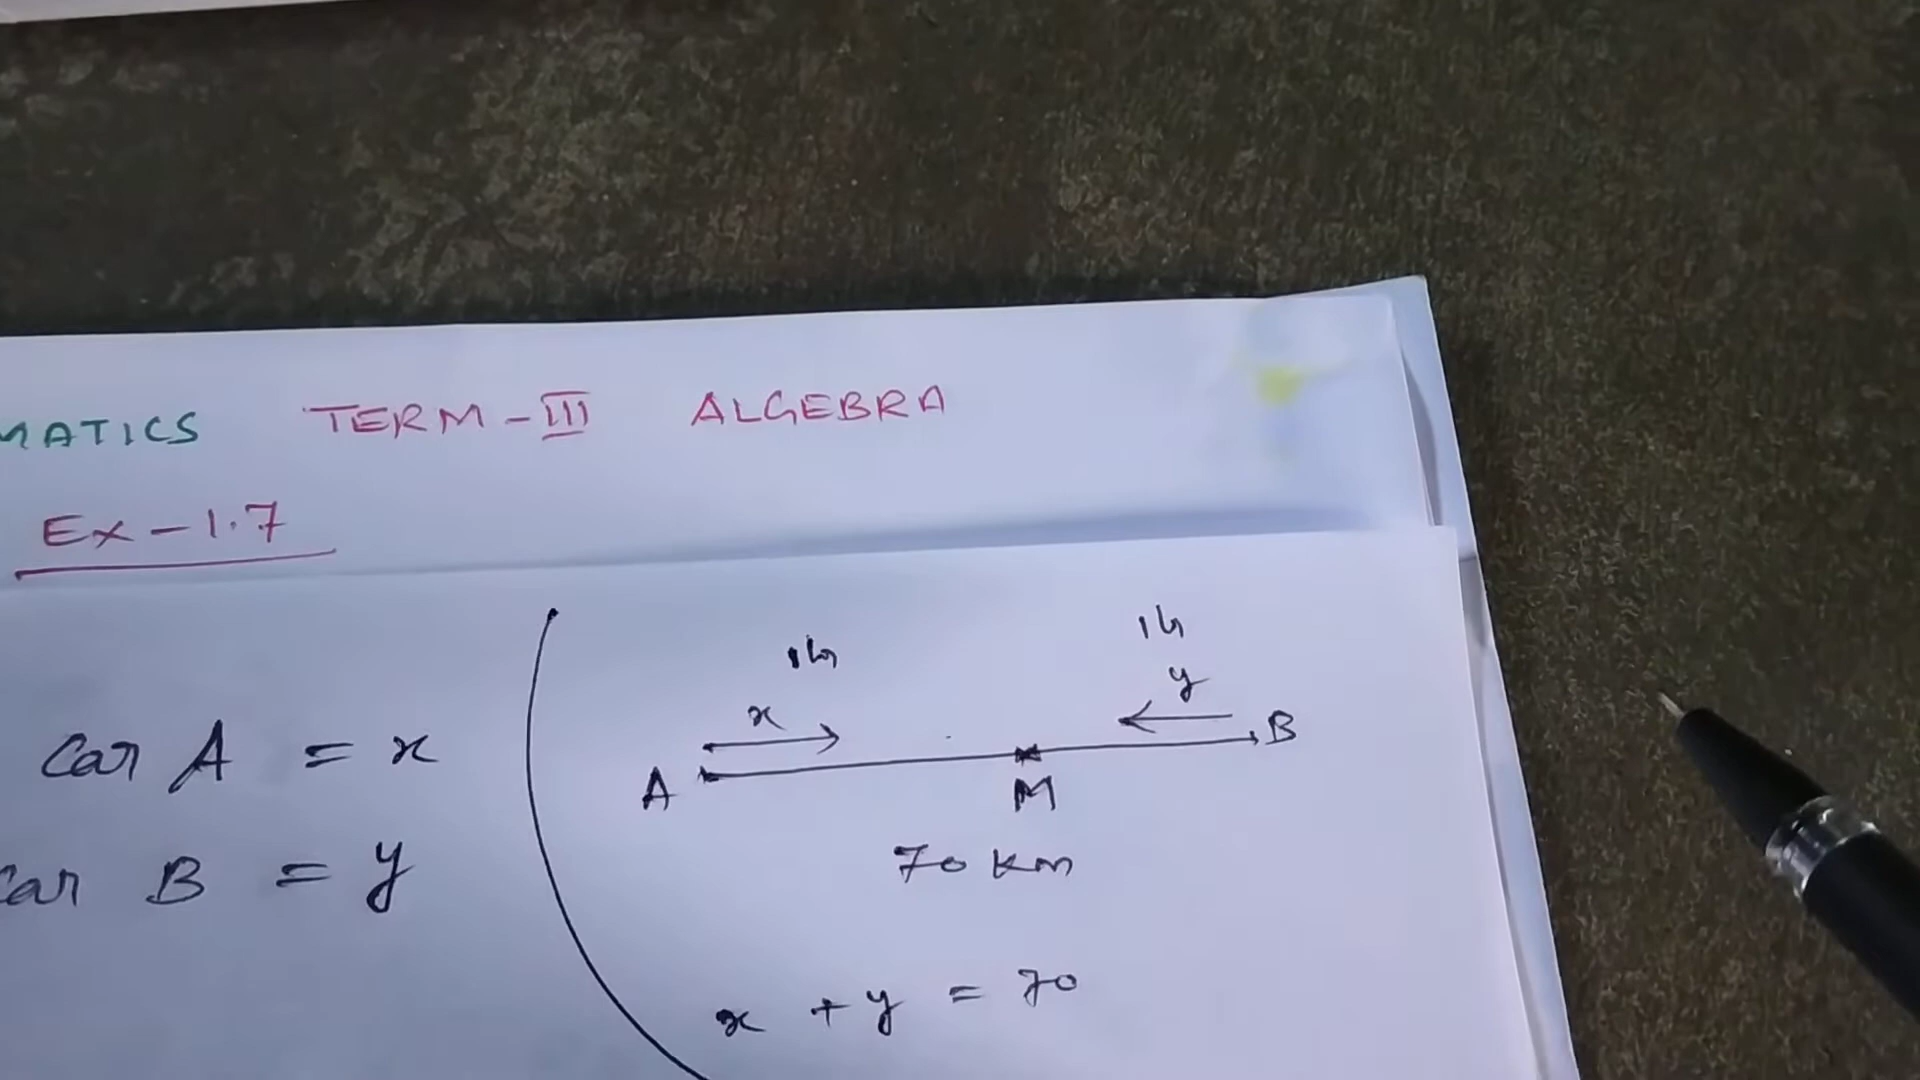 MATICS TERM-III ALGEBRA
Ex-1.7
1h 1h
x y
Car A = x
A M B
70 km
Car B = y
x + y = 70